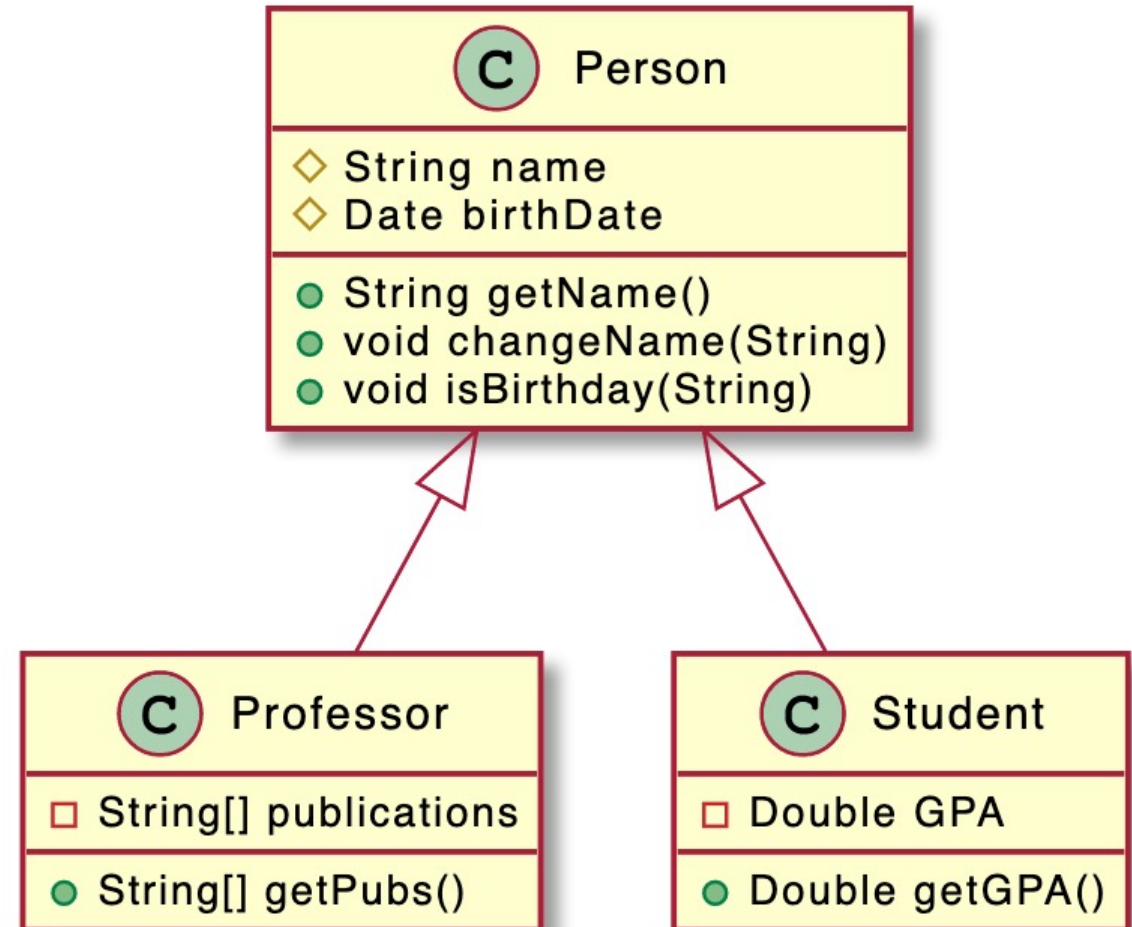 C Person
String name
Date birthDate
String getName()
void changeName(String)
void isBirthday(String)
C Professor
String[] publications
String[] getPubs()
C Student
Double GPA
Double getGPA()